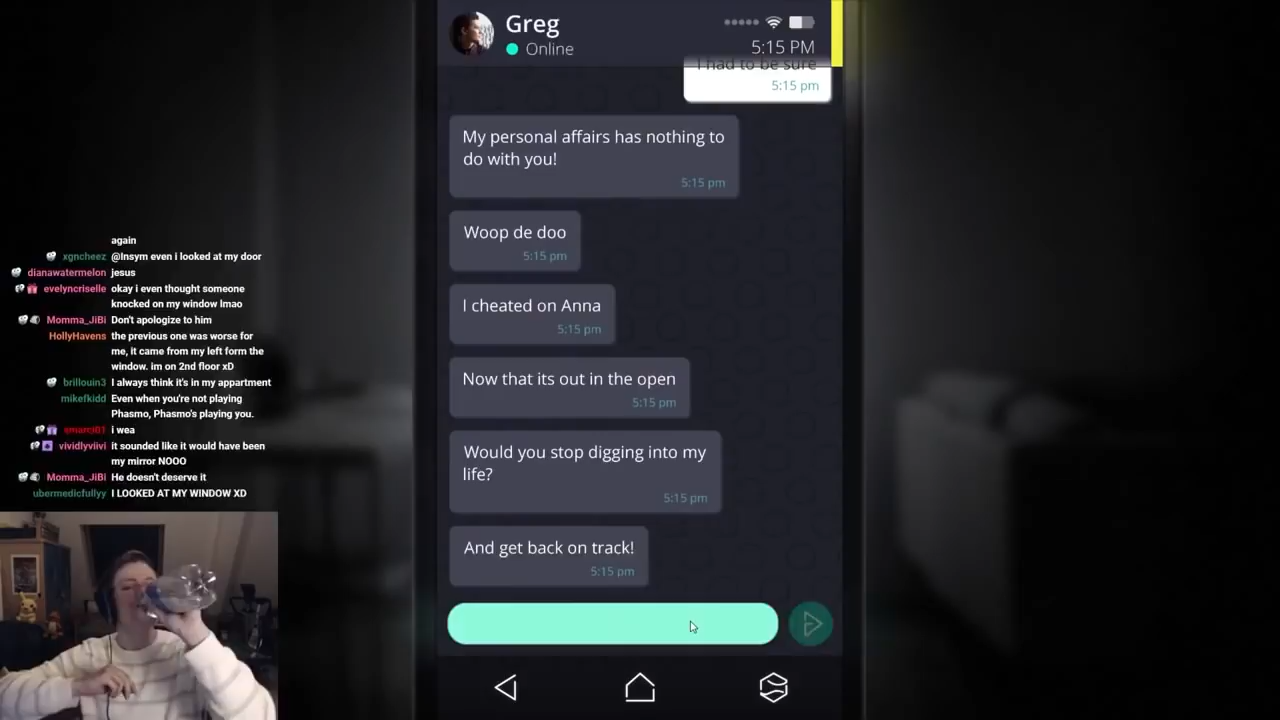 Greg
Online
5:15 PM
I had to be sure
5:15 pm
My personal affairs has nothing to
do with you!
5:15 pm
Woop de doo
5:15 pm
I cheated on Anna
5:15 pm
Now that its out in the open
5:15 pm
Would you stop digging into my
life?
5:15 pm
And get back on track!
5:15 pm
again
xgncheez @Insym even i looked at my door
dianawatermelon jesus
evelyncriselle okay i even thought someone
knocked on my window lmao
Momma_JiBi Don't apologize to him
HollyHavens the previous one was worse for
me, it came from my left form the
window. im on 2nd floor xD
brillouin3 I always think it's in my appartment
mikefkidd Even when you're not playing
Phasmo, Phasmo's playing you.
xmarci01 i wea
vividlyviivi it sounded like it would have been
my mirror NOOO
Momma_JiBi He doesn't deserve it
ubermedicfullyy I LOOKED AT MY WINDOW XD